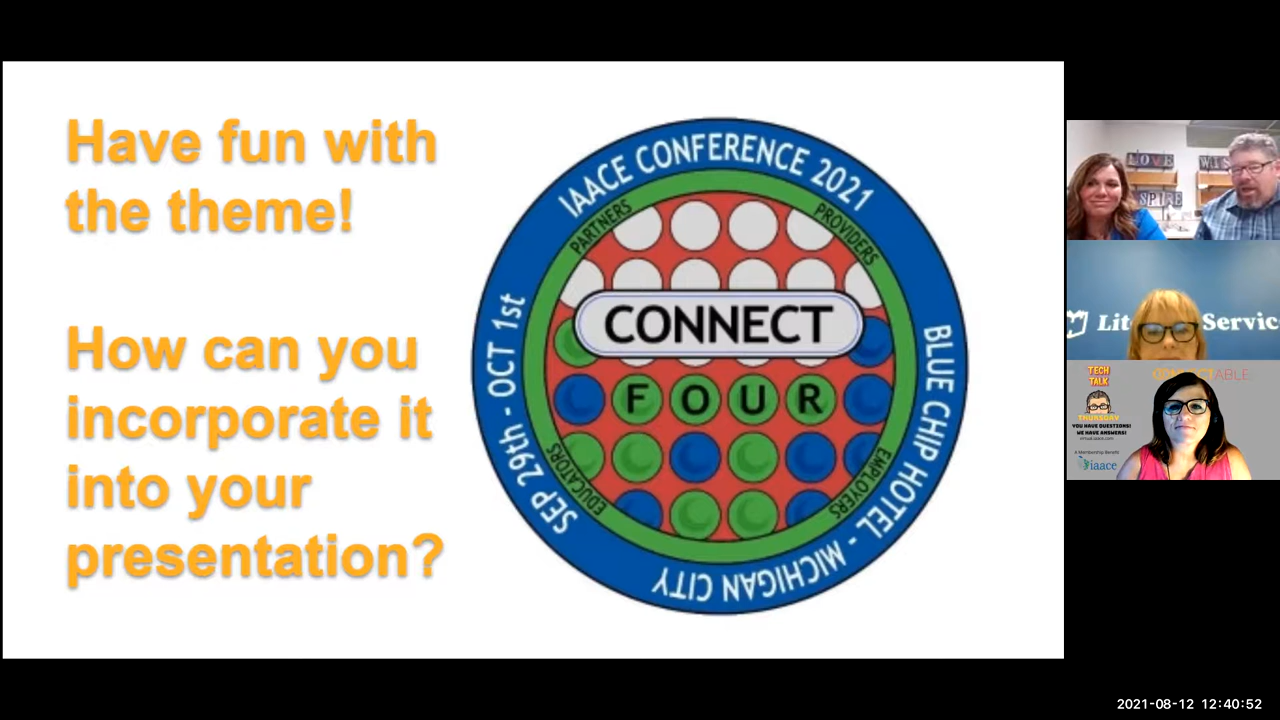 Have fun with
the theme!
How can you
incorporate it
into your
presentation?
IAACE CONFERENCE 2021
SEP 29th - OCT 1st
BLUE CHIP HOTEL - MICHIGAN CITY
PARTNERS
PROVIDERS
EDUCATORS
EMPLOYERS
CONNECT
FOUR
LOVE
TECH
TALK
THURSDAY
YOU HAVE QUESTIONS!
WE HAVE ANSWERS!
A Membership Benefit
iaace
2021-08-12 12:40:52